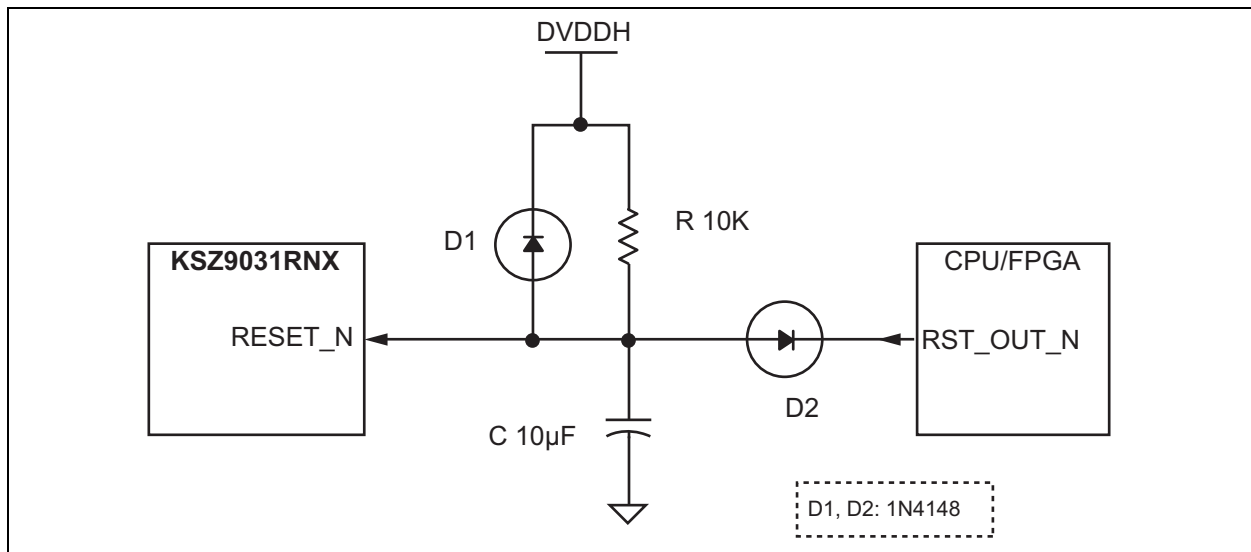 DVDDH
D1
R 10K
KSZ9031RNX
CPU/FPGA
RESET_N
RST_OUT_N
D2
C 10µF
D1, D2: 1N4148